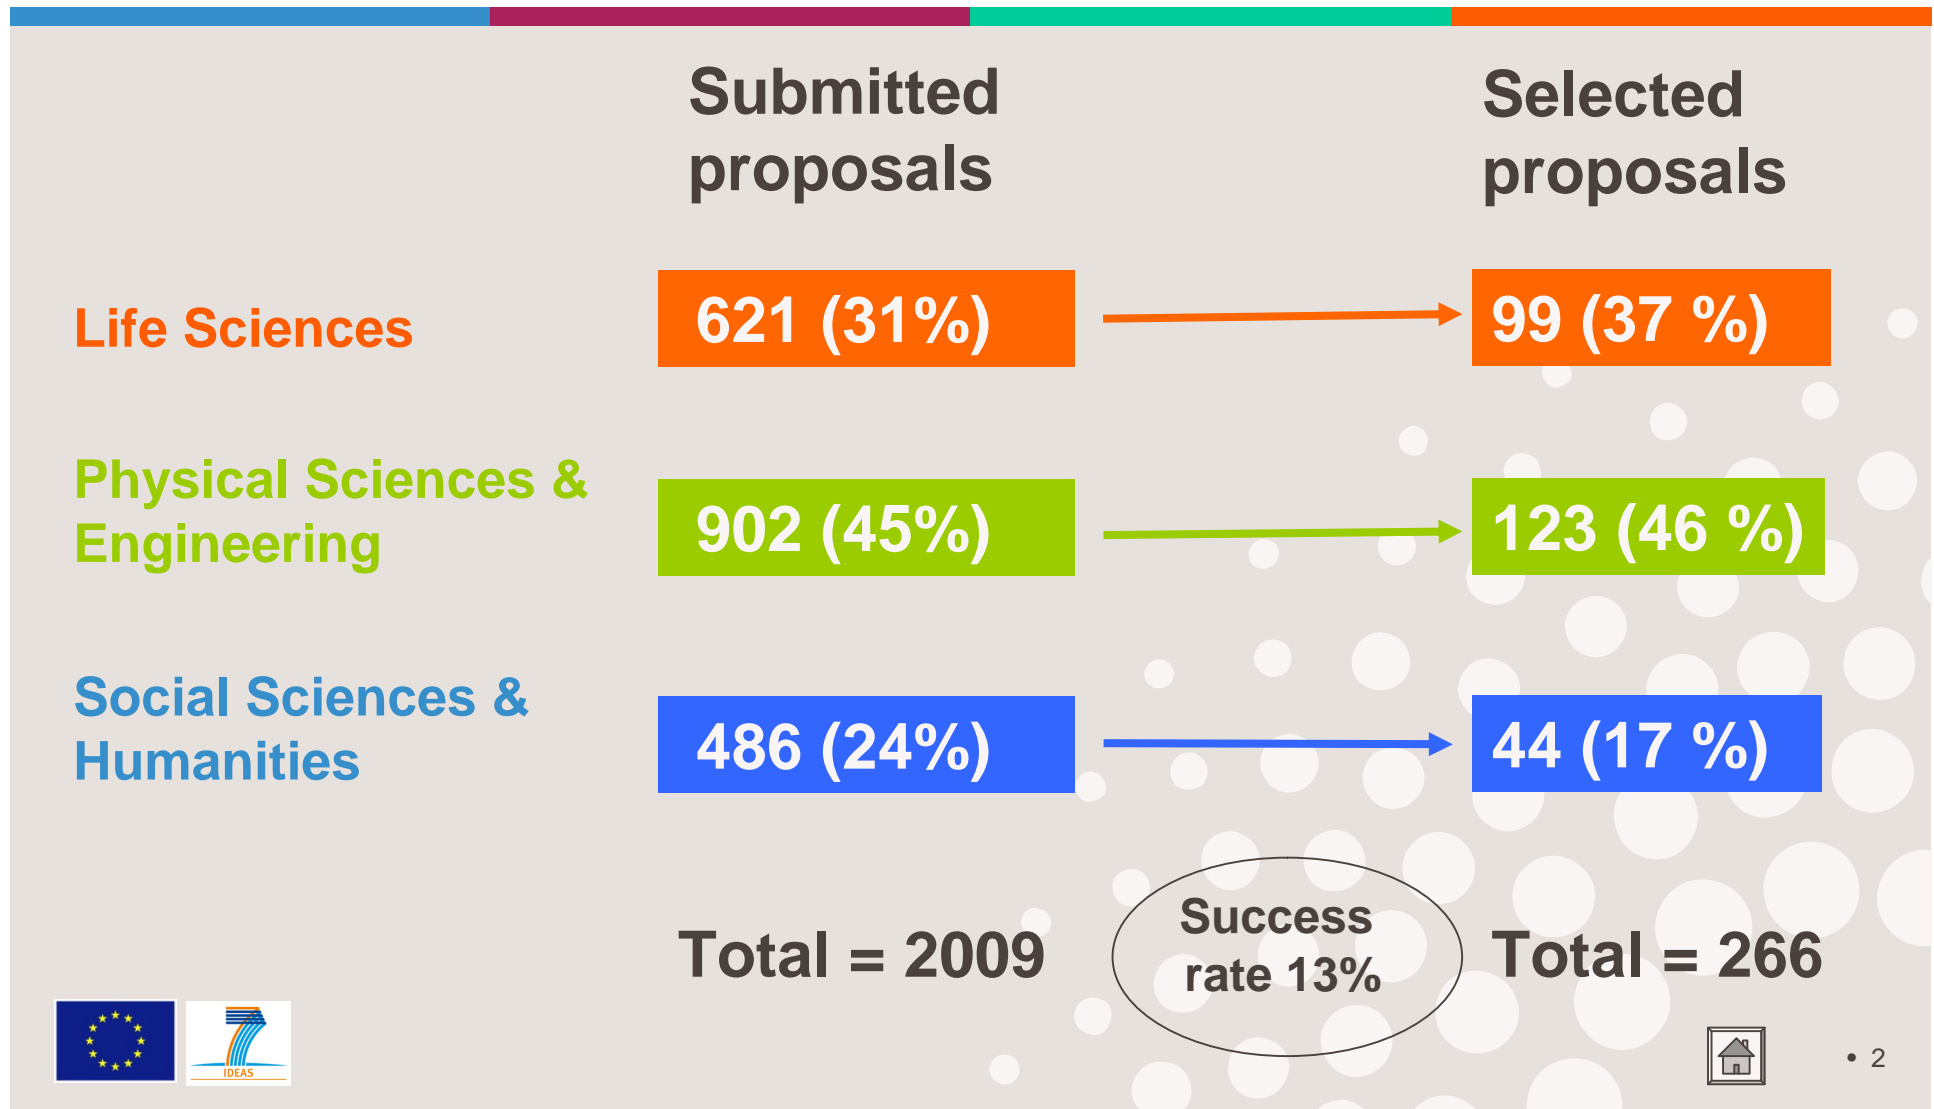 Submitted
proposals
Selected
proposals
Life Sciences
621 (31%)
99 (37 %)
Physical Sciences &
Engineering
902 (45%)
123 (46 %)
Social Sciences &
Humanities
486 (24%)
44 (17 %)
Total = 2009
Success
rate 13%
Total = 266
IDEAS
• 2